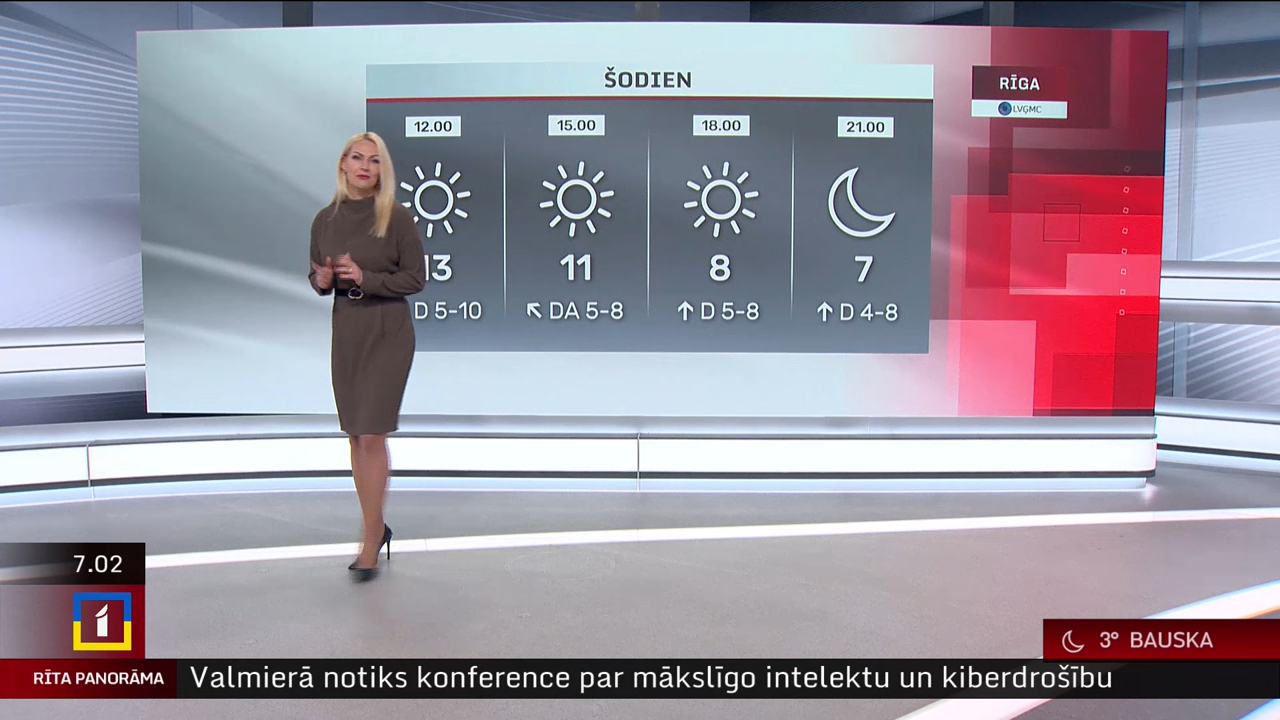 ŠODIEN
RĪGA
LVĢMC
12.00 15.00 18.00 21.00
13 11 8 7
D 5-10 DA 5-8 D 5-8 D 4-8
7.02
1
3° BAUSKA
RĪTA PANORĀMA Valmierā notiks konference par mākslīgo intelektu un kiberdrošību